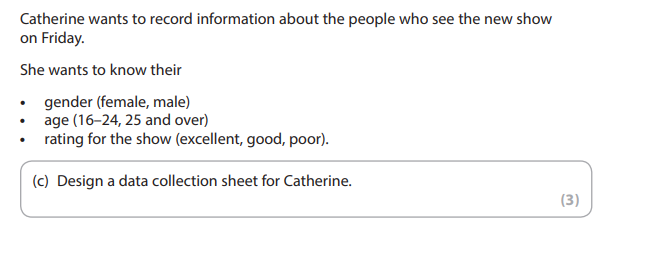 Catherine wants to record information about the people who see the new show
on Friday.
She wants to know their
• gender (female, male)
• age (16–24, 25 and over)
• rating for the show (excellent, good, poor).
(c) Design a data collection sheet for Catherine.
(3)